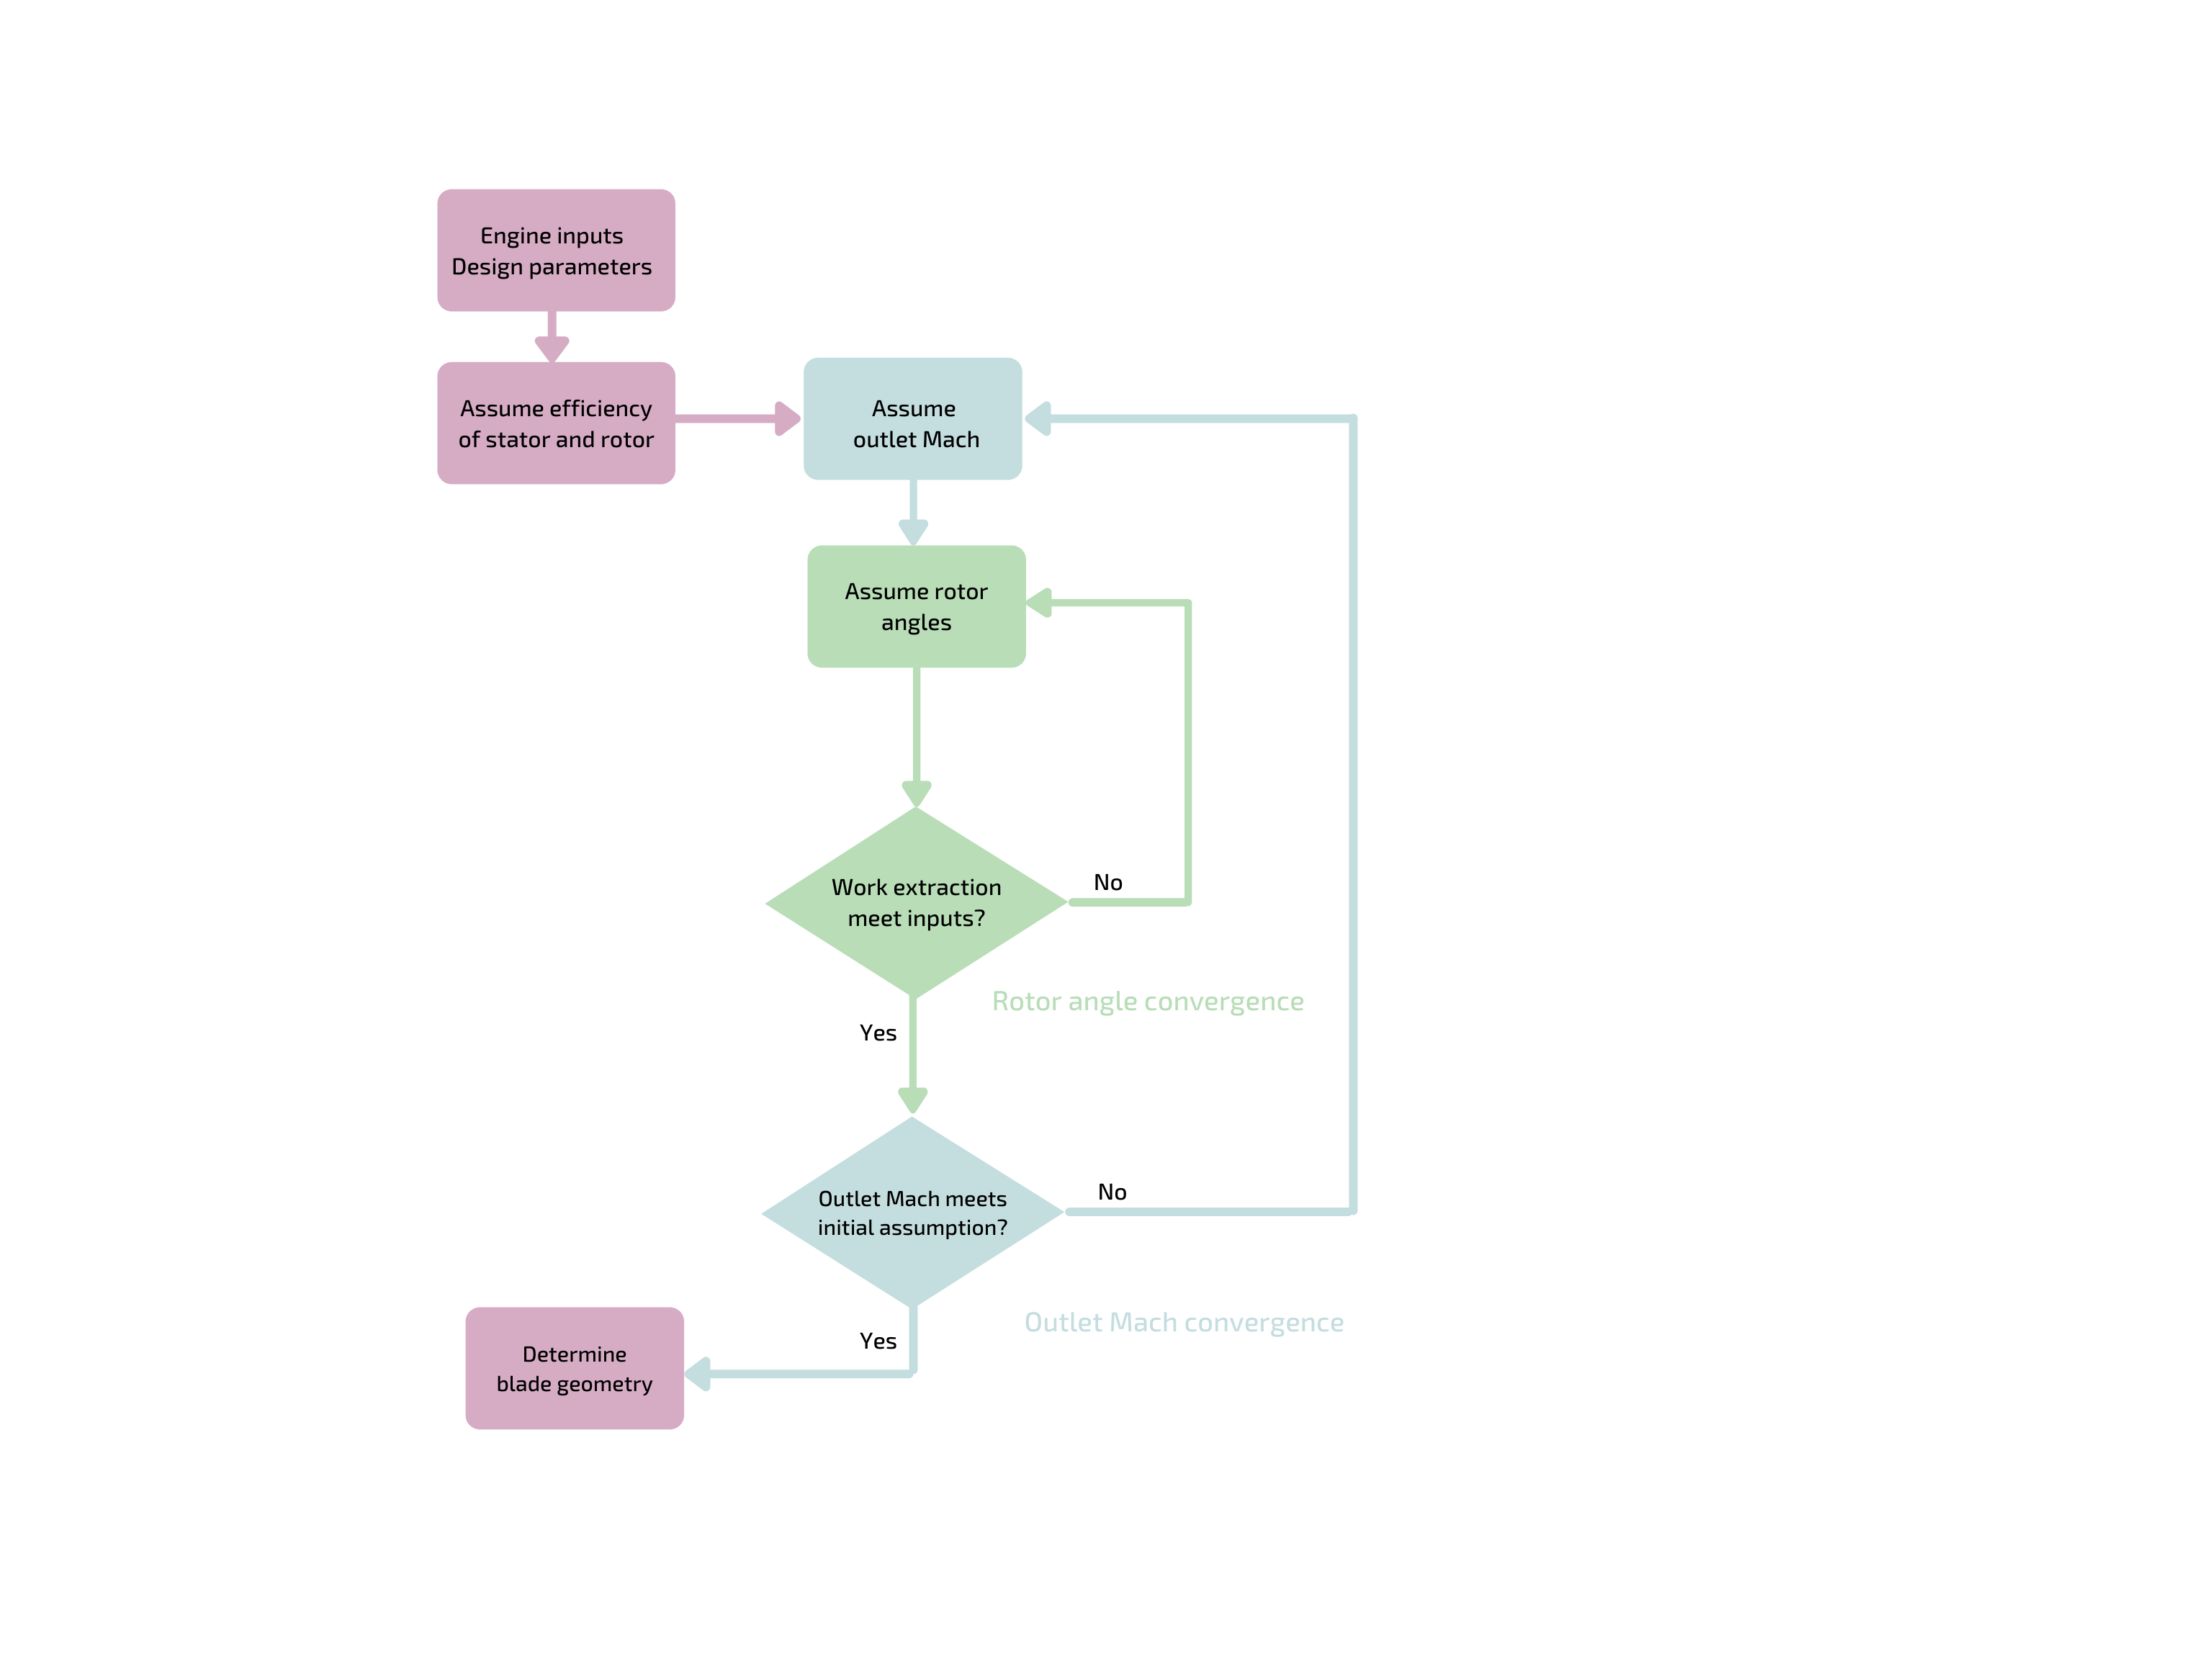 Engine inputs
Design parameters
Assume efficiency
of stator and rotor
Assume
outlet Mach
Assume rotor
angles
Work extraction
meet inputs?
No
Rotor angle convergence
Yes
Outlet Mach meets
initial assumption?
No
Outlet Mach convergence
Yes
Determine
blade geometry